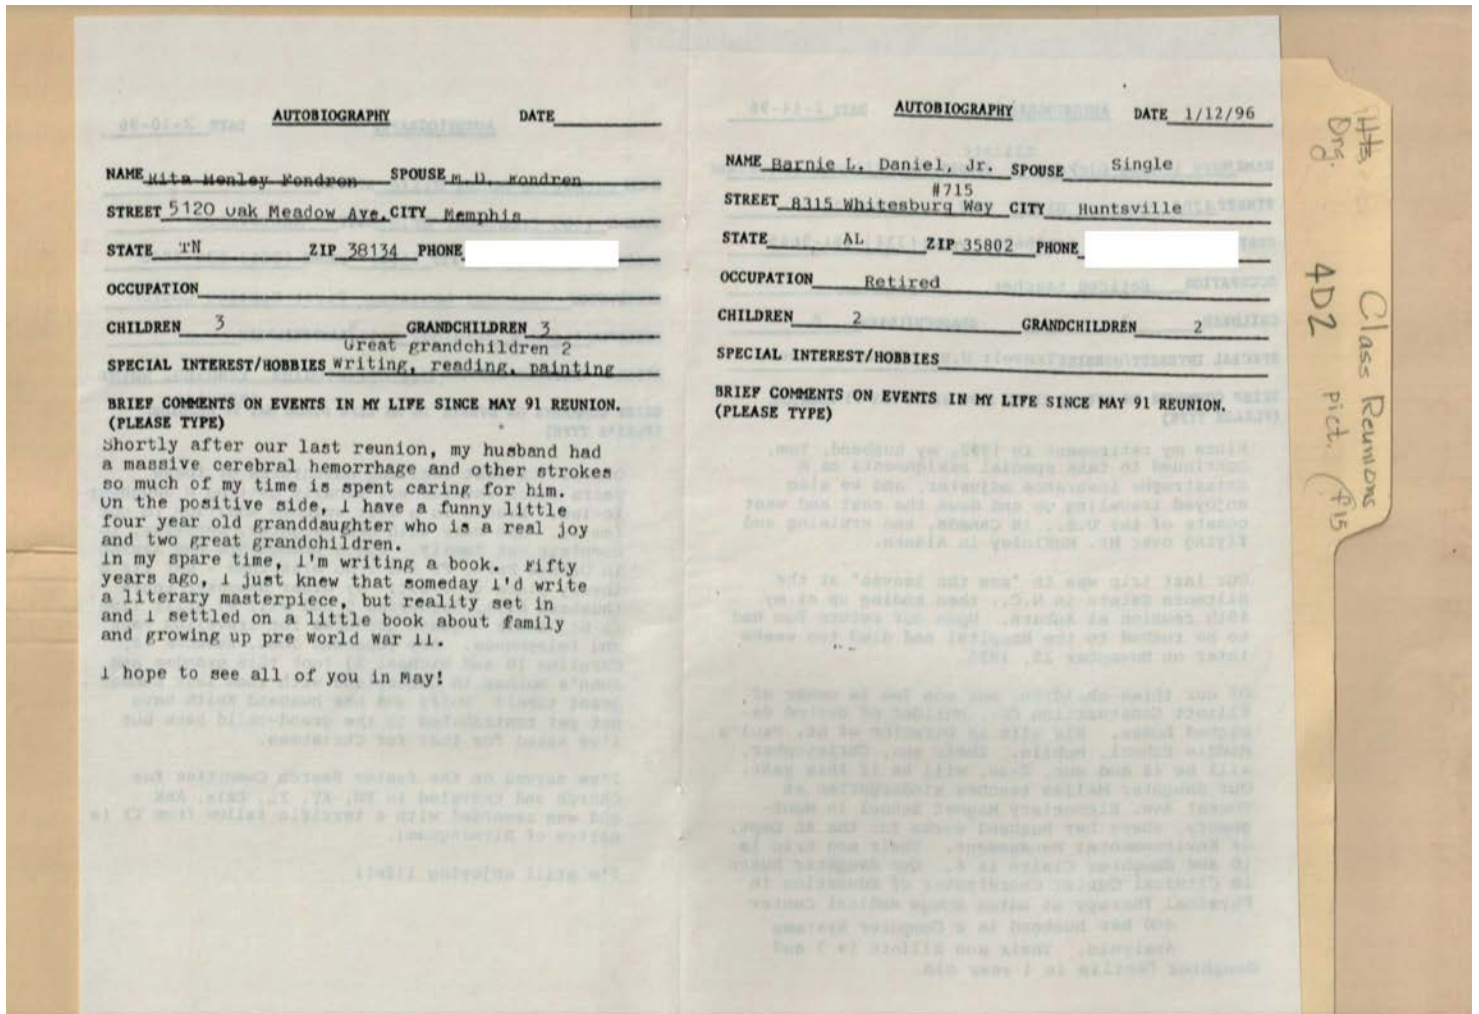 AUTOBIOGRAPHY DATE
NAME Rita Henley Fondren SPOUSE M.D. Fondren
STREET 5120 Oak Meadow Ave. CITY Memphis
STATE TN ZIP 38134 PHONE
OCCUPATION
CHILDREN 3 GRANDCHILDREN 3
Great grandchildren 2
SPECIAL INTEREST/HOBBIES Writing, reading, painting
BRIEF COMMENTS ON EVENTS IN MY LIFE SINCE MAY 91 REUNION.
(PLEASE TYPE)
Shortly after our last reunion, my husband had
a massive cerebral hemorrhage and other strokes
so much of my time is spent caring for him.
On the positive side, I have a funny little
four year old granddaughter who is a real joy
and two great grandchildren.
In my spare time, I'm writing a book. Fifty
years ago, I just knew that someday I'd write
a literary masterpiece, but reality set in
and I settled on a little book about family
and growing up pre World War II.
I hope to see all of you in May!
AUTOBIOGRAPHY DATE 1/12/96
NAME Barnie L. Daniel, Jr. SPOUSE Single
#715
STREET 8315 Whitesburg Way CITY Huntsville
STATE AL ZIP 35802 PHONE
OCCUPATION Retired
CHILDREN 2 GRANDCHILDREN 2
SPECIAL INTEREST/HOBBIES
BRIEF COMMENTS ON EVENTS IN MY LIFE SINCE MAY 91 REUNION.
(PLEASE TYPE)
Org.
Class Reunions
4D2 pict.